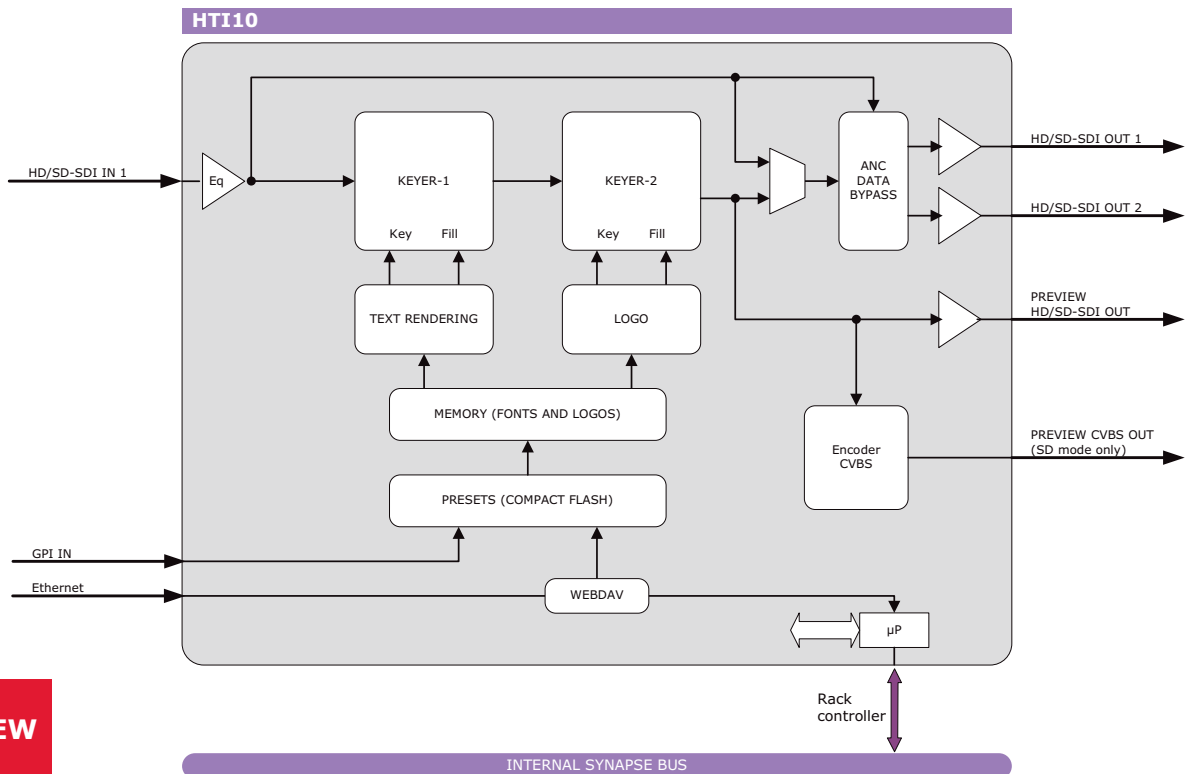 HTI10
HD/SD-SDI IN 1
Eq
KEYER-1
Key Fill
KEYER-2
Key Fill
ANC
DATA
BYPASS
HD/SD-SDI OUT 1
HD/SD-SDI OUT 2
TEXT RENDERING
LOGO
PREVIEW
HD/SD-SDI OUT
MEMORY (FONTS AND LOGOS)
Encoder
CVBS
PREVIEW CVBS OUT
(SD mode only)
PRESETS (COMPACT FLASH)
GPI IN
Ethernet
WEBDAV
µP
Rack
controller
INTERNAL SYNAPSE BUS